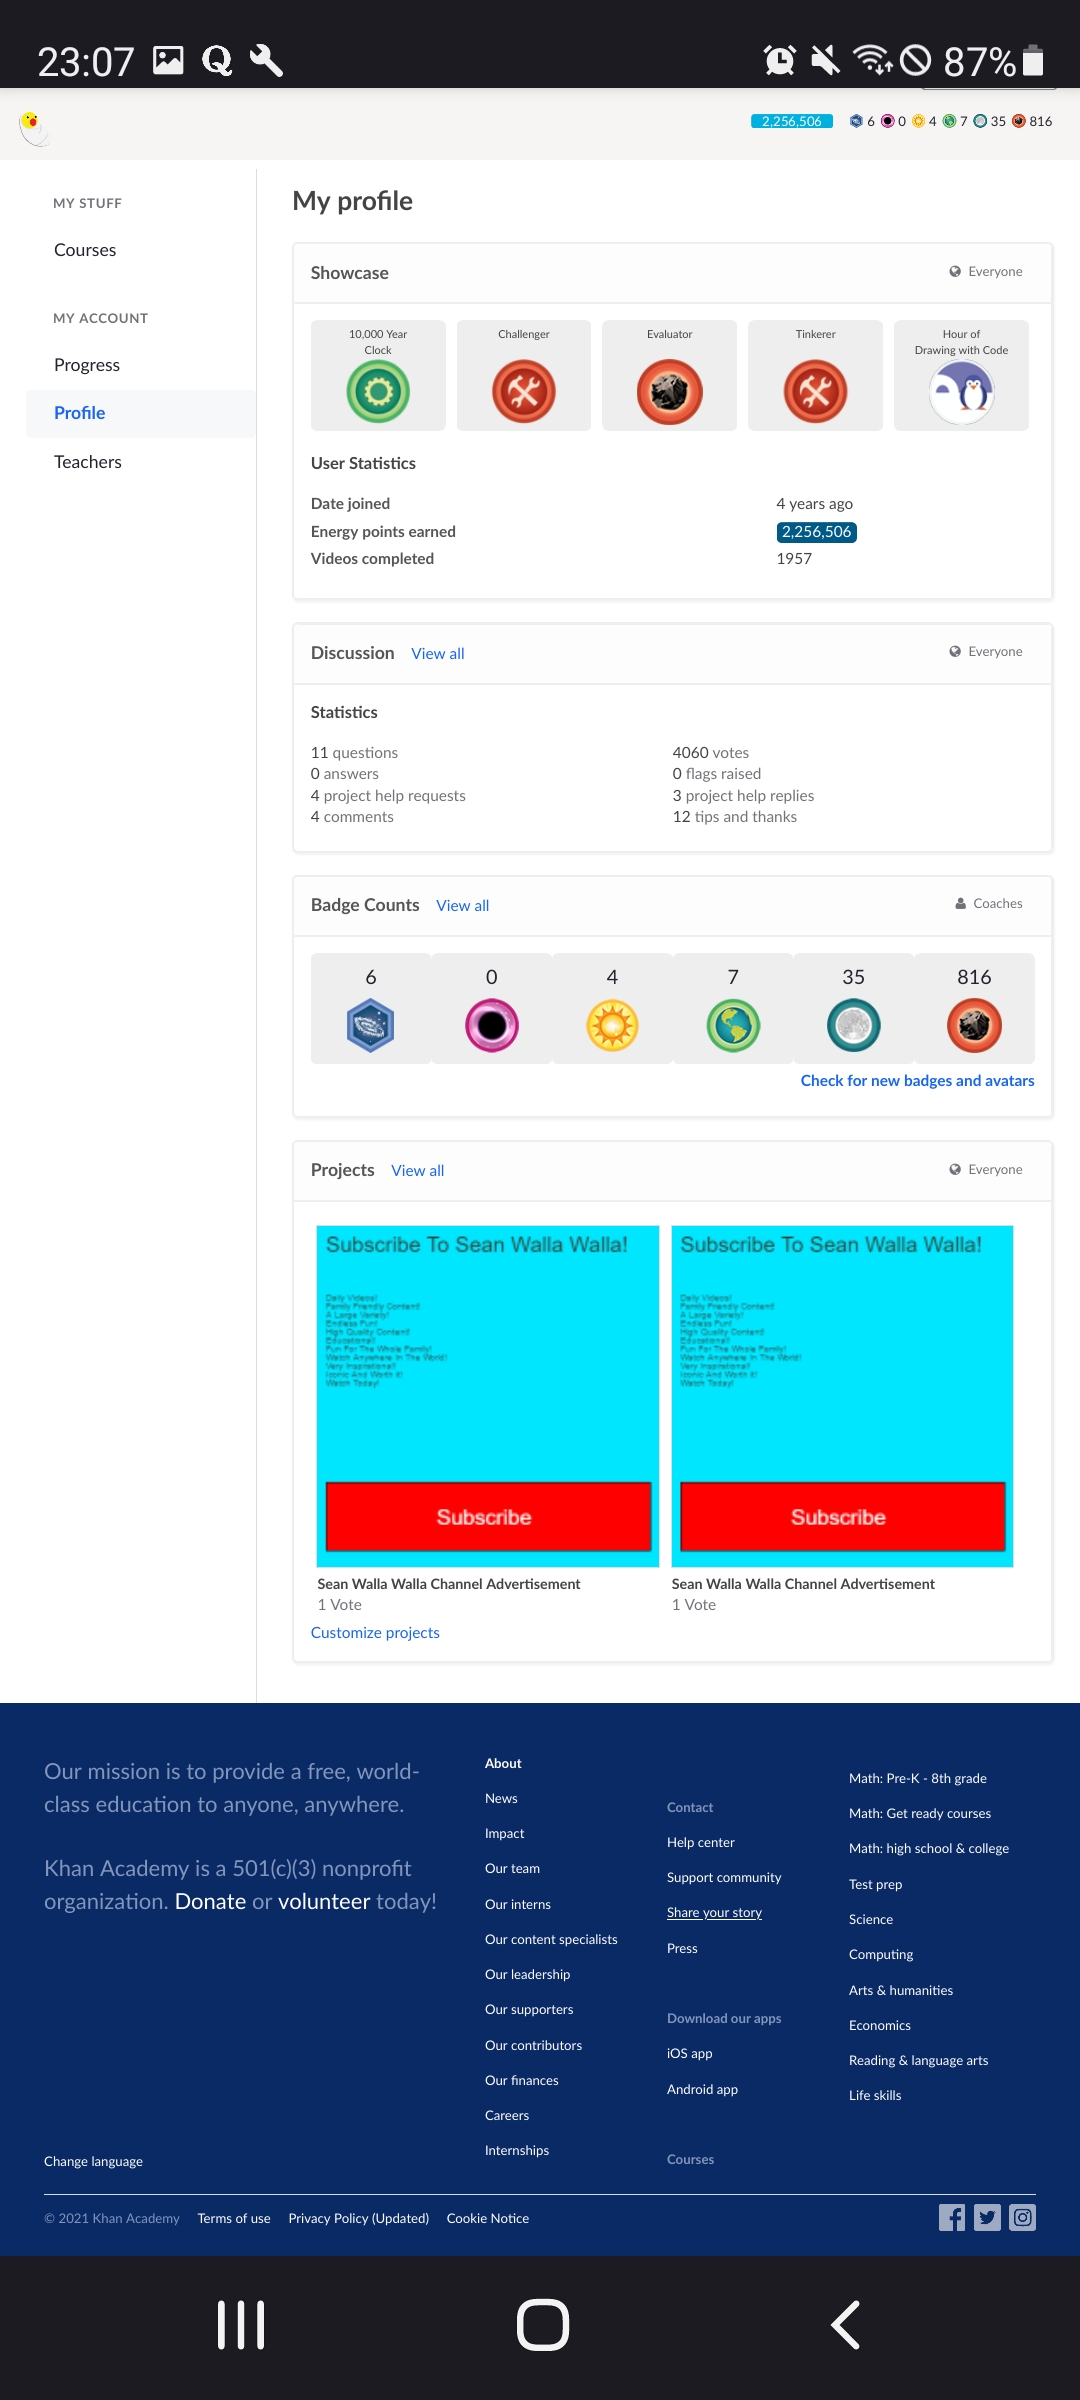 23:07
87%
2,256,506 6 0 4 7 35 816
MY STUFF
Courses
MY ACCOUNT
Progress
Profile
Teachers
My profile
Showcase
Everyone
10,000 Year
Clock
Challenger
Evaluator
Tinkerer
Hour of
Drawing with Code
User Statistics
Date joined 4 years ago
Energy points earned 2,256,506
Videos completed 1957
Discussion View all
Everyone
Statistics
11 questions
0 answers
4 project help requests
4 comments
4060 votes
0 flags raised
3 project help replies
12 tips and thanks
Badge Counts View all
Coaches
6 0 4 7 35 816
Check for new badges and avatars
Projects View all
Everyone
Subscribe To Sean Walla Walla!
Daily Videos!
Family Friendly Content!
A Large Variety!
Endless Fun!
High Quality Content!
Educational!
Fun For The Whole Family!
Watch Anywhere In The World!
Very Inspirational!
Iconic And Worth it!
Watch Today!
Subscribe
Sean Walla Walla Channel Advertisement
1 Vote
Subscribe To Sean Walla Walla!
Daily Videos!
Family Friendly Content!
A Large Variety!
Endless Fun!
High Quality Content!
Educational!
Fun For The Whole Family!
Watch Anywhere In The World!
Very Inspirational!
Iconic And Worth it!
Watch Today!
Subscribe
Sean Walla Walla Channel Advertisement
1 Vote
Customize projects
Our mission is to provide a free, world-
class education to anyone, anywhere.
Khan Academy is a 501(c)(3) nonprofit
organization. Donate or volunteer today!
Change language
About
News
Impact
Our team
Our interns
Our content specialists
Our leadership
Our supporters
Our contributors
Our finances
Careers
Internships
Contact
Help center
Support community
Share your story
Press
Download our apps
iOS app
Android app
Courses
Math: Pre-K - 8th grade
Math: Get ready courses
Math: high school & college
Test prep
Science
Computing
Arts & humanities
Economics
Reading & language arts
Life skills
© 2021 Khan Academy Terms of use Privacy Policy (Updated) Cookie Notice